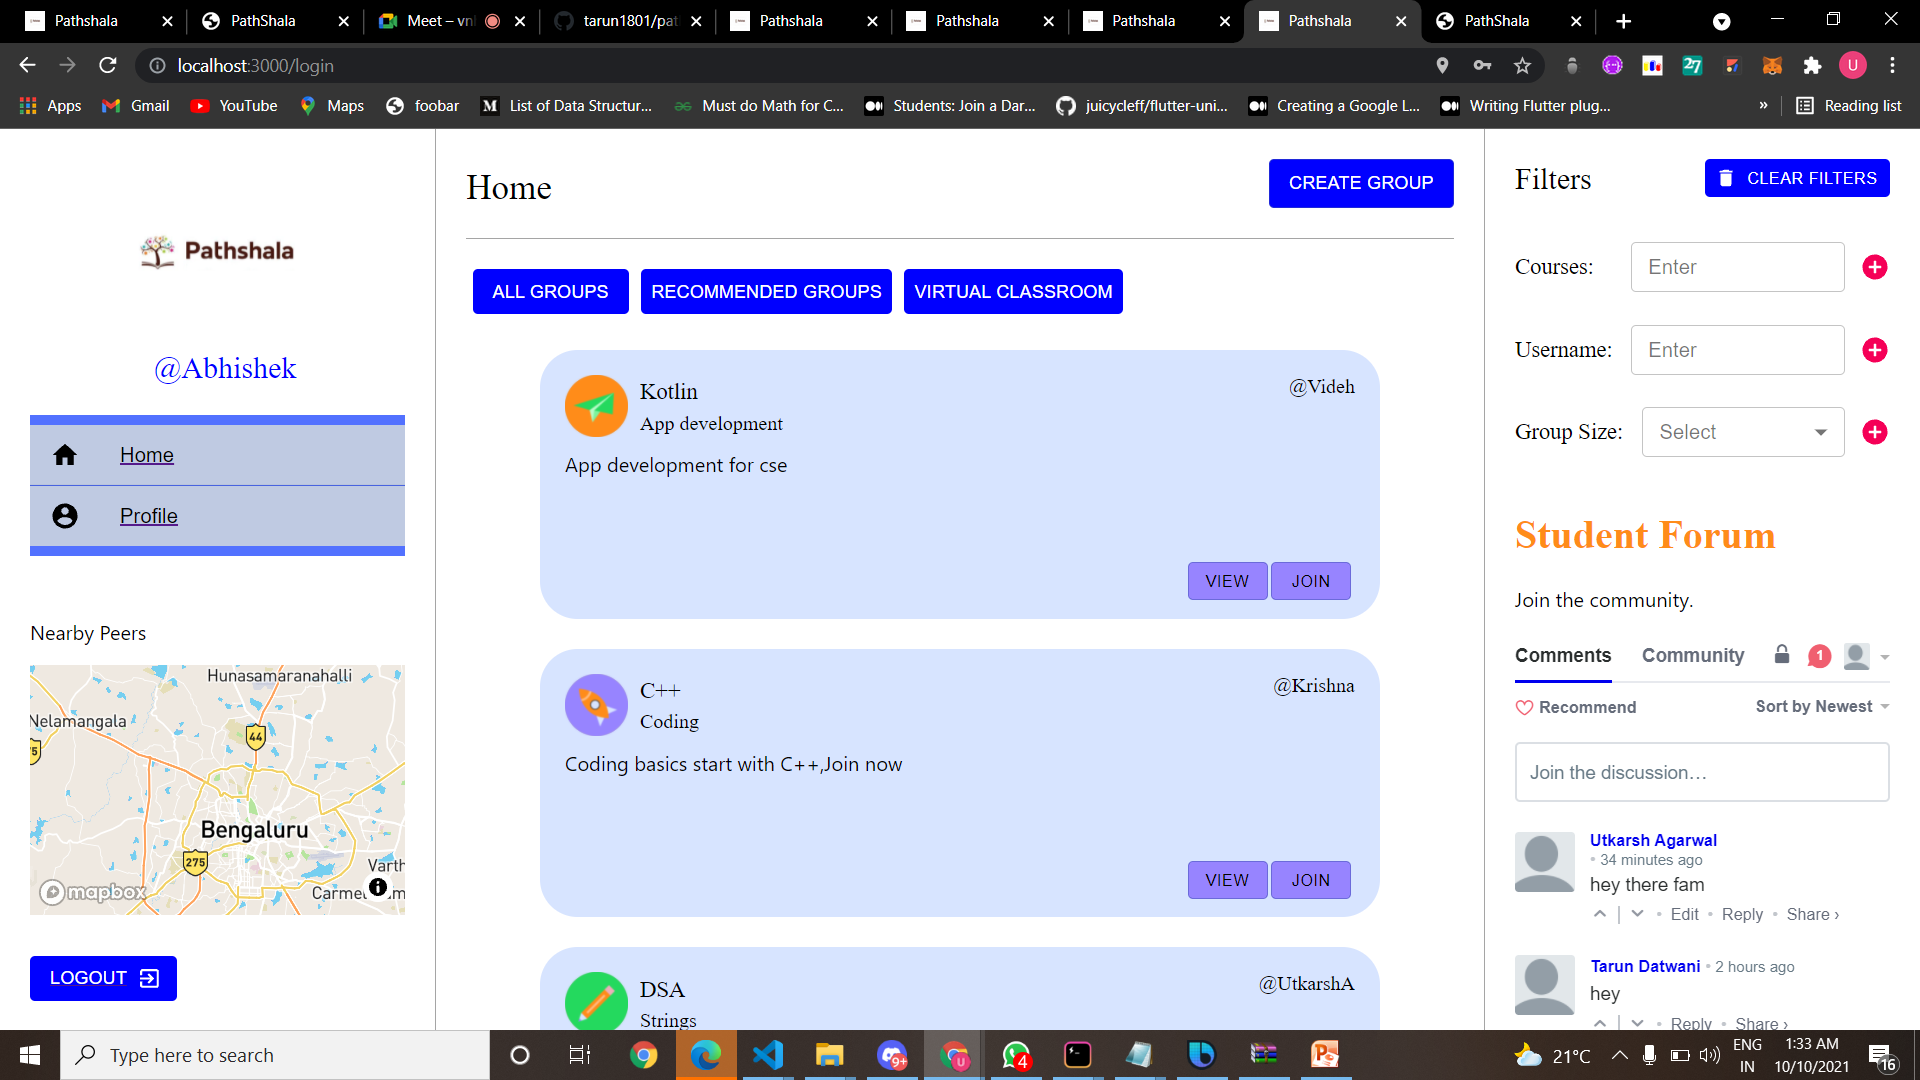 Pathshala
PathShala
Meet – vn
tarun1801/pat
Pathshala
Pathshala
Pathshala
Pathshala
PathShala
localhost:3000/login
U
Apps
Gmail
YouTube
Maps
foobar
List of Data Structur...
Must do Math for C...
Students: Join a Dar...
juicycleff/flutter-uni...
Creating a Google L...
Writing Flutter plug...
»
Reading list
Pathshala
@Abhishek
Home
Profile
Nearby Peers
Hunasamaranahalli
Nelamangala
44
75
Bengaluru
275
Varth
Carmel
m
mapbox
LOGOUT
Home
CREATE GROUP
ALL GROUPS
RECOMMENDED GROUPS
VIRTUAL CLASSROOM
Kotlin
@Videh
App development
App development for cse
VIEW
JOIN
C++
@Krishna
Coding
Coding basics start with C++,Join now
VIEW
JOIN
DSA
@UtkarshA
Strings
Filters
CLEAR FILTERS
Courses:
Enter
Username:
Enter
Group Size:
Select
Student Forum
Join the community.
Comments
Community
1
Recommend
Sort by Newest
Join the discussion…
Utkarsh Agarwal
• 34 minutes ago
hey there fam
• Edit • Reply • Share ›
Tarun Datwani • 2 hours ago
hey
• Reply • Share ›
Type here to search
9+
U
4
21°C
ENG
IN
1:33 AM
10/10/2021
16